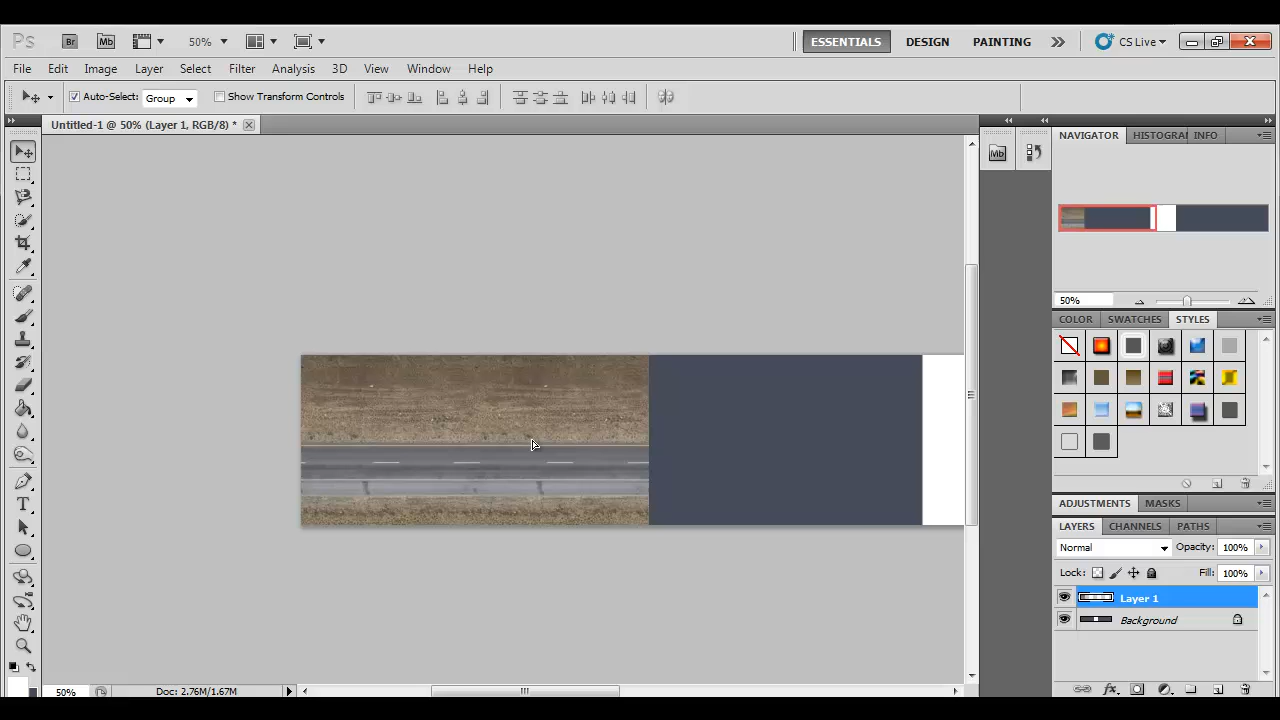 Ps Br Mb 50% ESSENTIALS DESIGN PAINTING CS Live
File Edit Image Layer Select Filter Analysis 3D View Window Help
Auto-Select: Group Show Transform Controls
Untitled-1 @ 50% (Layer 1, RGB/8) *
NAVIGATOR HISTOGRAI INFO
Mb
50%
COLOR SWATCHES STYLES
ADJUSTMENTS MASKS
LAYERS CHANNELS PATHS
Normal Opacity: 100%
Lock: Fill: 100%
Layer 1
Background
fx
50% Doc: 2.76M/1.67M